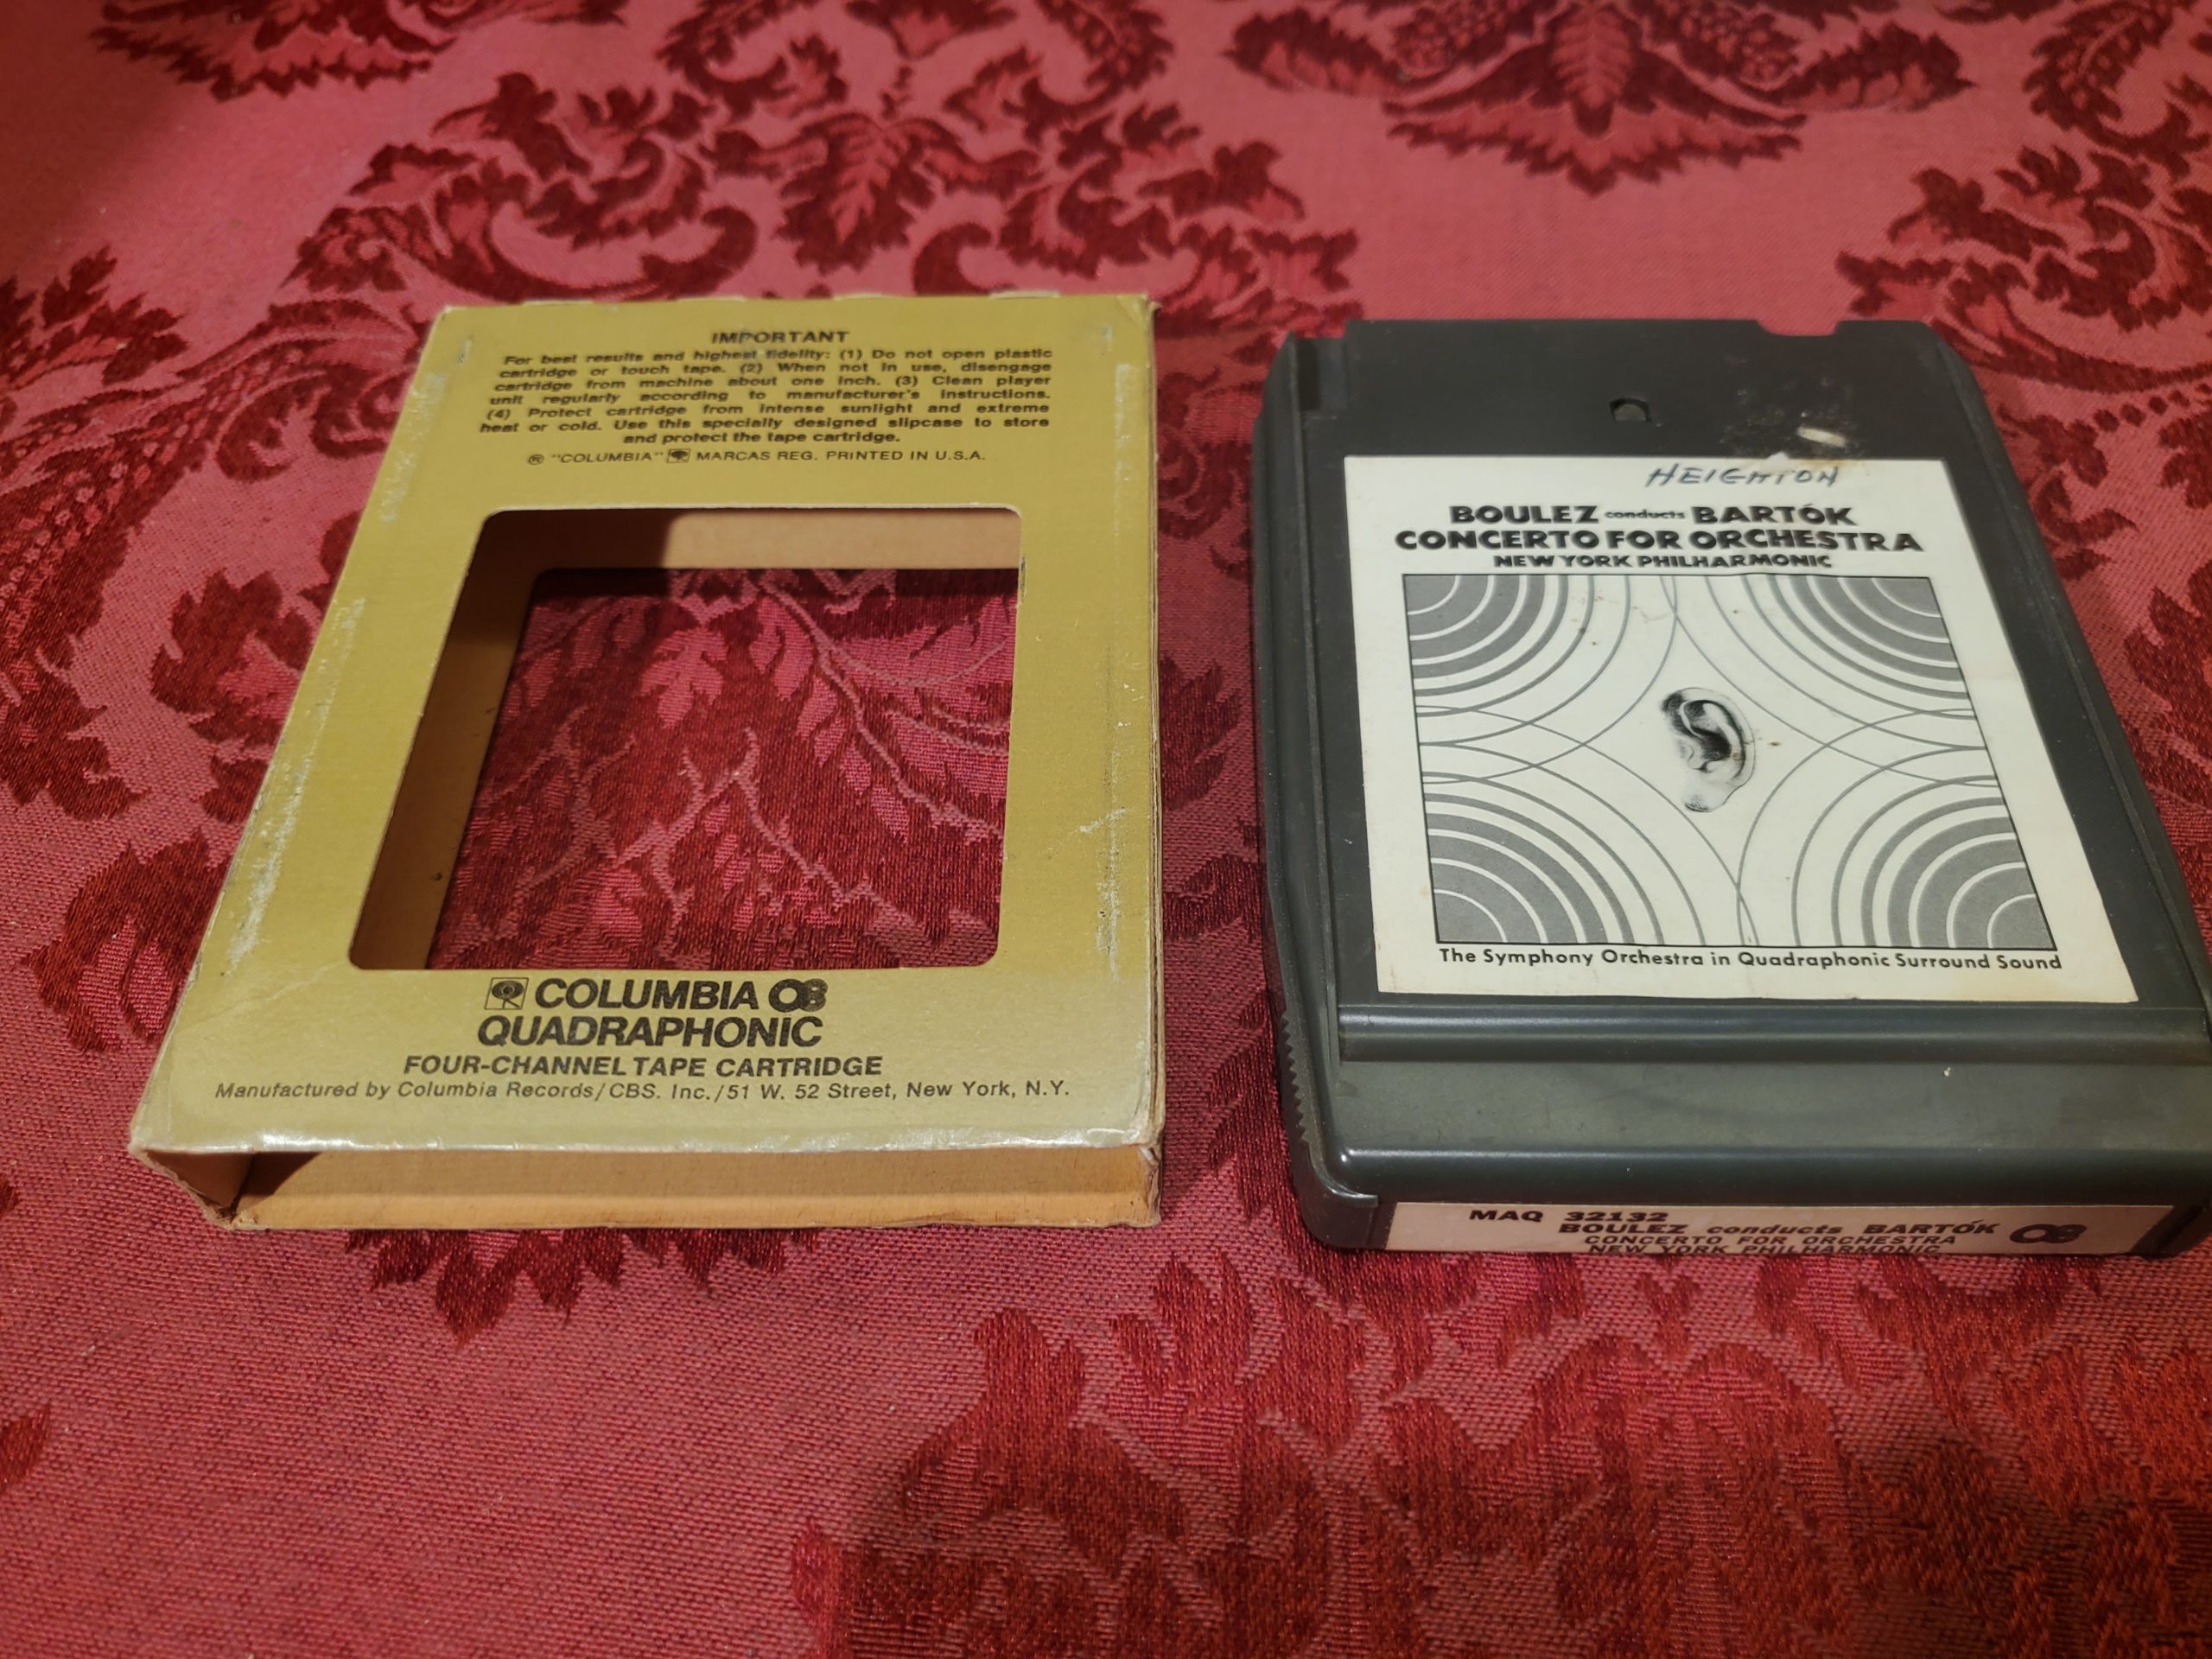 IMPORTANT
For best results and highest fidelity: (1) Do not open plastic
cartridge or touch tape. (2) When not in use, disengage
cartridge from machine about one inch. (3) Clean player
unit regularly according to manufacturer's instructions.
(4) Protect cartridge from intense sunlight and extreme
heat or cold. Use this specially designed slipcase to store
and protect the tape cartridge.
® "COLUMBIA" MARCAS REG. PRINTED IN U.S.A.
COLUMBIA Q8
QUADRAPHONIC
FOUR-CHANNEL TAPE CARTRIDGE
Manufactured by Columbia Records/CBS. Inc./51 W. 52 Street, New York, N.Y.
HEIGHTON
BOULEZ conducts BARTÓK
CONCERTO FOR ORCHESTRA
NEW YORK PHILHARMONIC
The Symphony Orchestra in Quadraphonic Surround Sound
MAQ 32132
BOULEZ conducts BARTÓK Q8
CONCERTO FOR ORCHESTRA
NEW YORK PHILHARMONIC